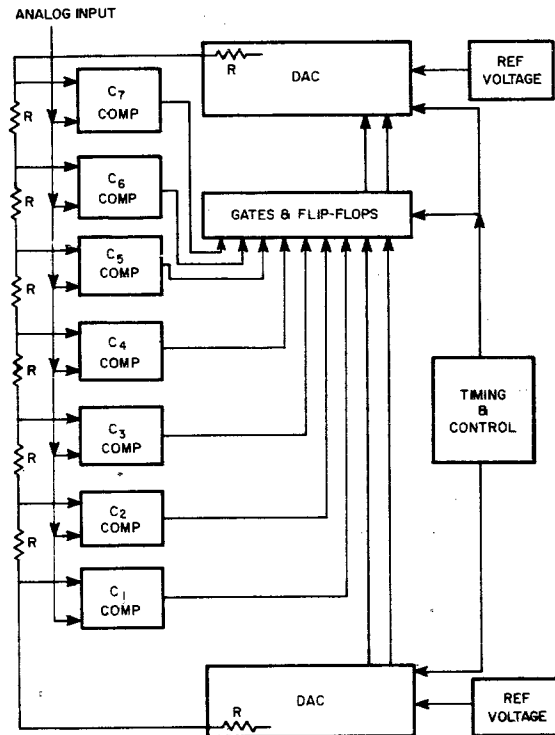 ANALOG INPUT
R
DAC
REF
VOLTAGE
C7
COMP
R
C6
COMP
R
GATES & FLIP-FLOPS
C5
COMP
R
C4
COMP
R
TIMING
&
CONTROL
C3
COMP
R
C2
COMP
R
C1
COMP
R
DAC
REF
VOLTAGE